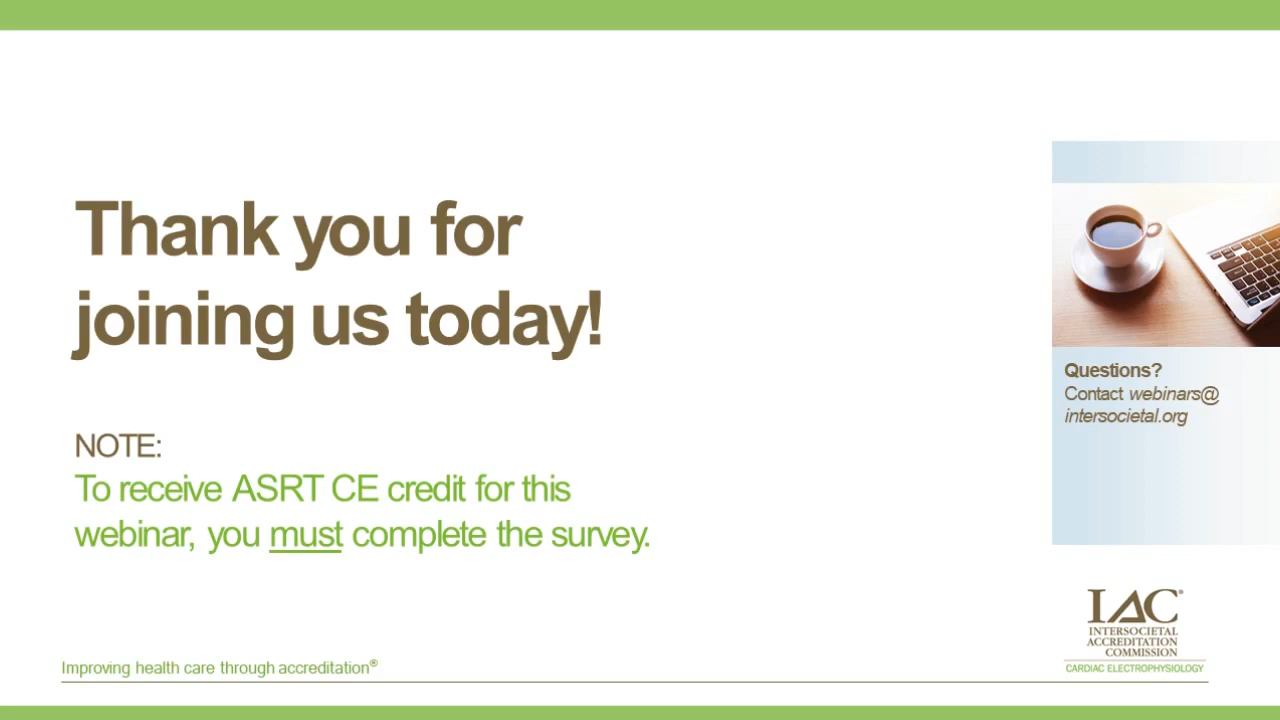 Thank you for
joining us today!
NOTE:
To receive ASRT CE credit for this
webinar, you must complete the survey.
Questions?
Contact webinars@
intersocietal.org
IAC®
INTERSOCIETAL
ACCREDITATION
COMMISSION
CARDIAC ELECTROPHYSIOLOGY
Improving health care through accreditation®